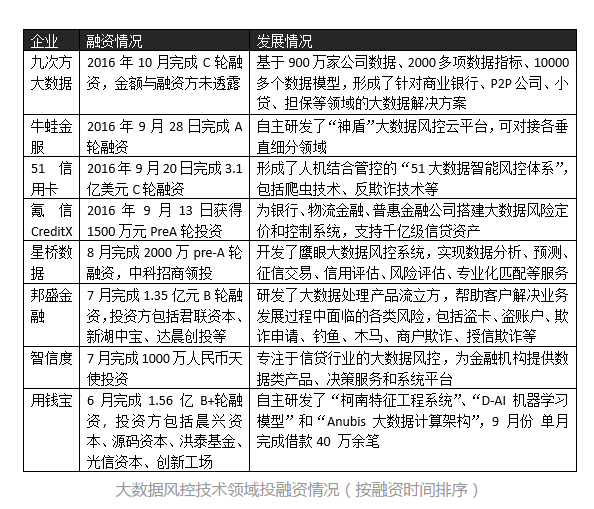 企业 融资情况 发展情况
九次方 2016 年 10 月完成 C 轮融 基于 900 万家公司数据、2000 多项数据指标、10000
大数据 资，金额与融资方未透露 多个数据模型，形成了针对商业银行、P2P 公司、小
贷、担保等领域的大数据解决方案
牛蛙金 2016 年 9 月 28 日完成 A 自主研发了“神盾”大数据风控云平台，可对接各垂
服 轮融资 直细分领域
51 信 2016 年 9 月 20 日完成 3.1 形成了人机结合管控的“51 大数据智能风控体系”，
用卡 亿美元 C 轮融资 包括爬虫技术、反欺诈技术等
氪信 2016 年 9 月 13 日获得 为银行、物流金融、普惠金融公司搭建大数据风险定
CreditX 1500 万元 PreA 轮投资 价和控制系统，支持千亿级信贷资产
星桥数 8 月完成 2000 万 pre-A 轮 开发了鹰眼大数据风控系统，实现数据分析、预测、
据 融资，中科招商领投 征信交易、信用评估、风险评估、专业化匹配等服务
邦盛金 7 月完成 1.35 亿元 B 轮融 研发了大数据处理产品流立方，帮助客户解决业务
融 资，投资方包括君联资本、 发展过程中面临的各类风险，包括盗卡、盗账户、欺
新湖中宝、达晨创投等 诈申请、钓鱼、木马、商户欺诈、授信欺诈等
智信度 7 月完成 1000 万人民币天 专注于信贷行业的大数据风控，为金融机构提供数
使投资 据类产品、决策服务和系统平台
用钱宝 6 月完成 1.56 亿 B+轮融 自主研发了“柯南特征工程系统”、“D-AI 机器学习
资，投资方包括晨兴资 模型”和“Anubis 大数据计算架构”，9 月份 单月
本、源码资本、洪泰基金、 完成借款 40 万余笔
光信资本、创新工场
大数据风控技术领域投融资情况（按融资时间排序）